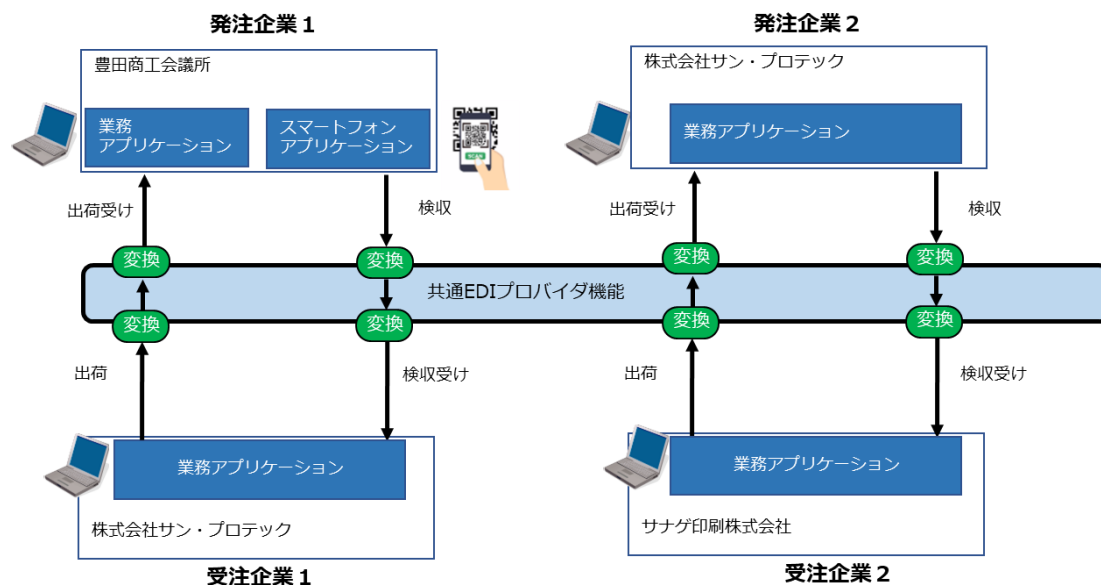 発注企業１
発注企業２
豊田商工会議所
株式会社サン・プロテック
業務
アプリケーション
スマートフォン
アプリケーション
業務アプリケーション
SCAN
出荷受け
検収
出荷受け
検収
変換
変換
変換
変換
共通EDIプロバイダ機能
変換
変換
変換
変換
出荷
検収受け
出荷
検収受け
業務アプリケーション
業務アプリケーション
株式会社サン・プロテック
サナゲ印刷株式会社
受注企業１
受注企業２